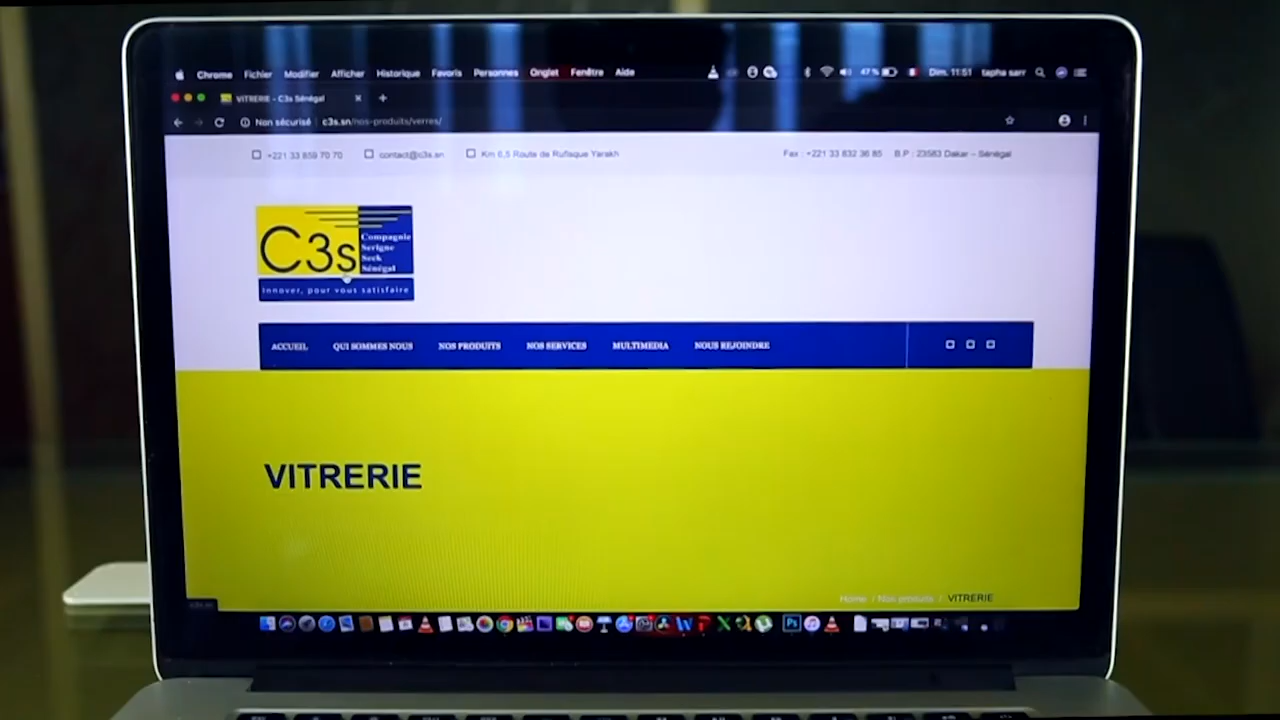 Chrome Fichier Modifier Afficher Historique Favoris Personnes Onglet Fenêtre Aide 47 % Dim. 11:51 tapha sarr
VITRERIE - C3s Sénégal
Non sécurisé c3s.sn/nos-produits/verres/
+221 33 859 70 70 contact@c3s.sn Km 6,5 Route de Rufisque Yarakh Fax : +221 33 832 36 85 B.P : 23583 Dakar – Sénégal
C3s
Compagnie
Serigne
Seck
Sénégal
Innover, pour vous satisfaire
ACCUEIL QUI SOMMES NOUS NOS PRODUITS NOS SERVICES MULTIMEDIA NOUS REJOINDRE
VITRERIE
Home / Nos produits / VITRERIE